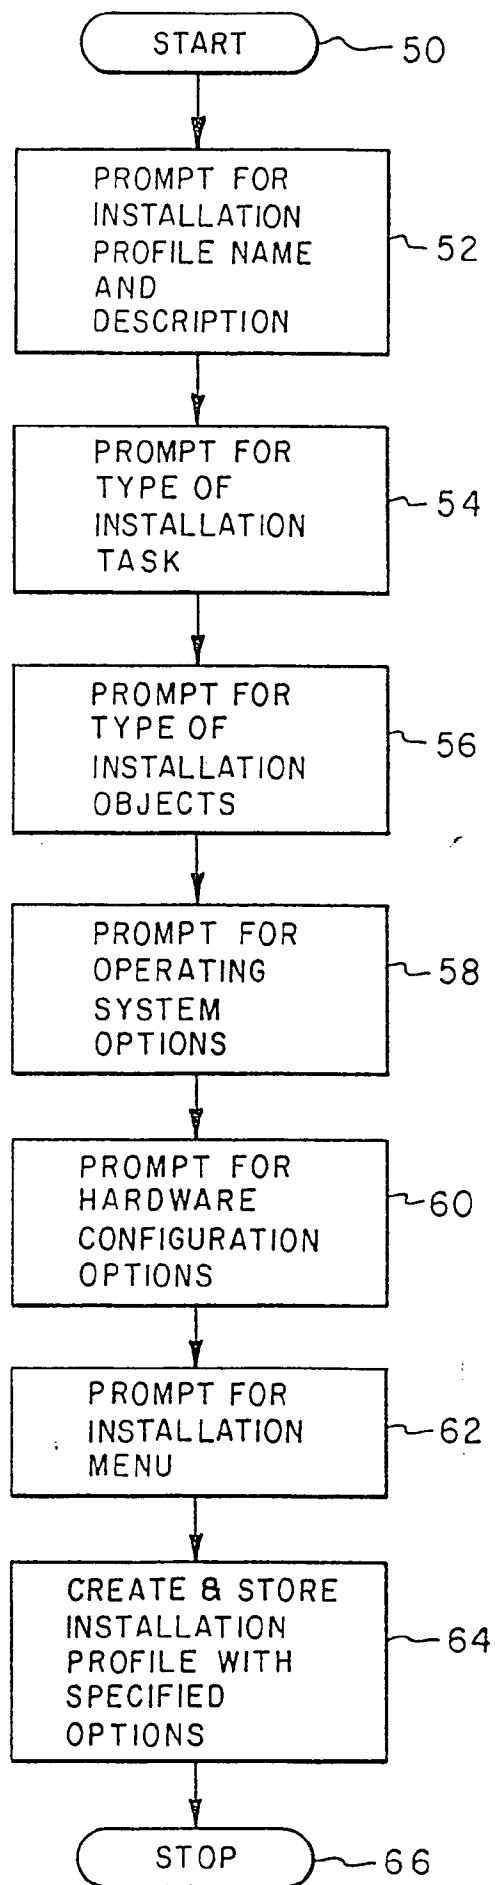 START
50
PROMPT FOR
INSTALLATION
PROFILE NAME
AND
DESCRIPTION
52
PROMPT FOR
TYPE OF
INSTALLATION
TASK
54
PROMPT FOR
TYPE OF
INSTALLATION
OBJECTS
56
PROMPT FOR
OPERATING
SYSTEM
OPTIONS
58
PROMPT FOR
HARDWARE
CONFIGURATION
OPTIONS
60
PROMPT FOR
INSTALLATION
MENU
62
CREATE & STORE
INSTALLATION
PROFILE WITH
SPECIFIED
OPTIONS
64
STOP
66